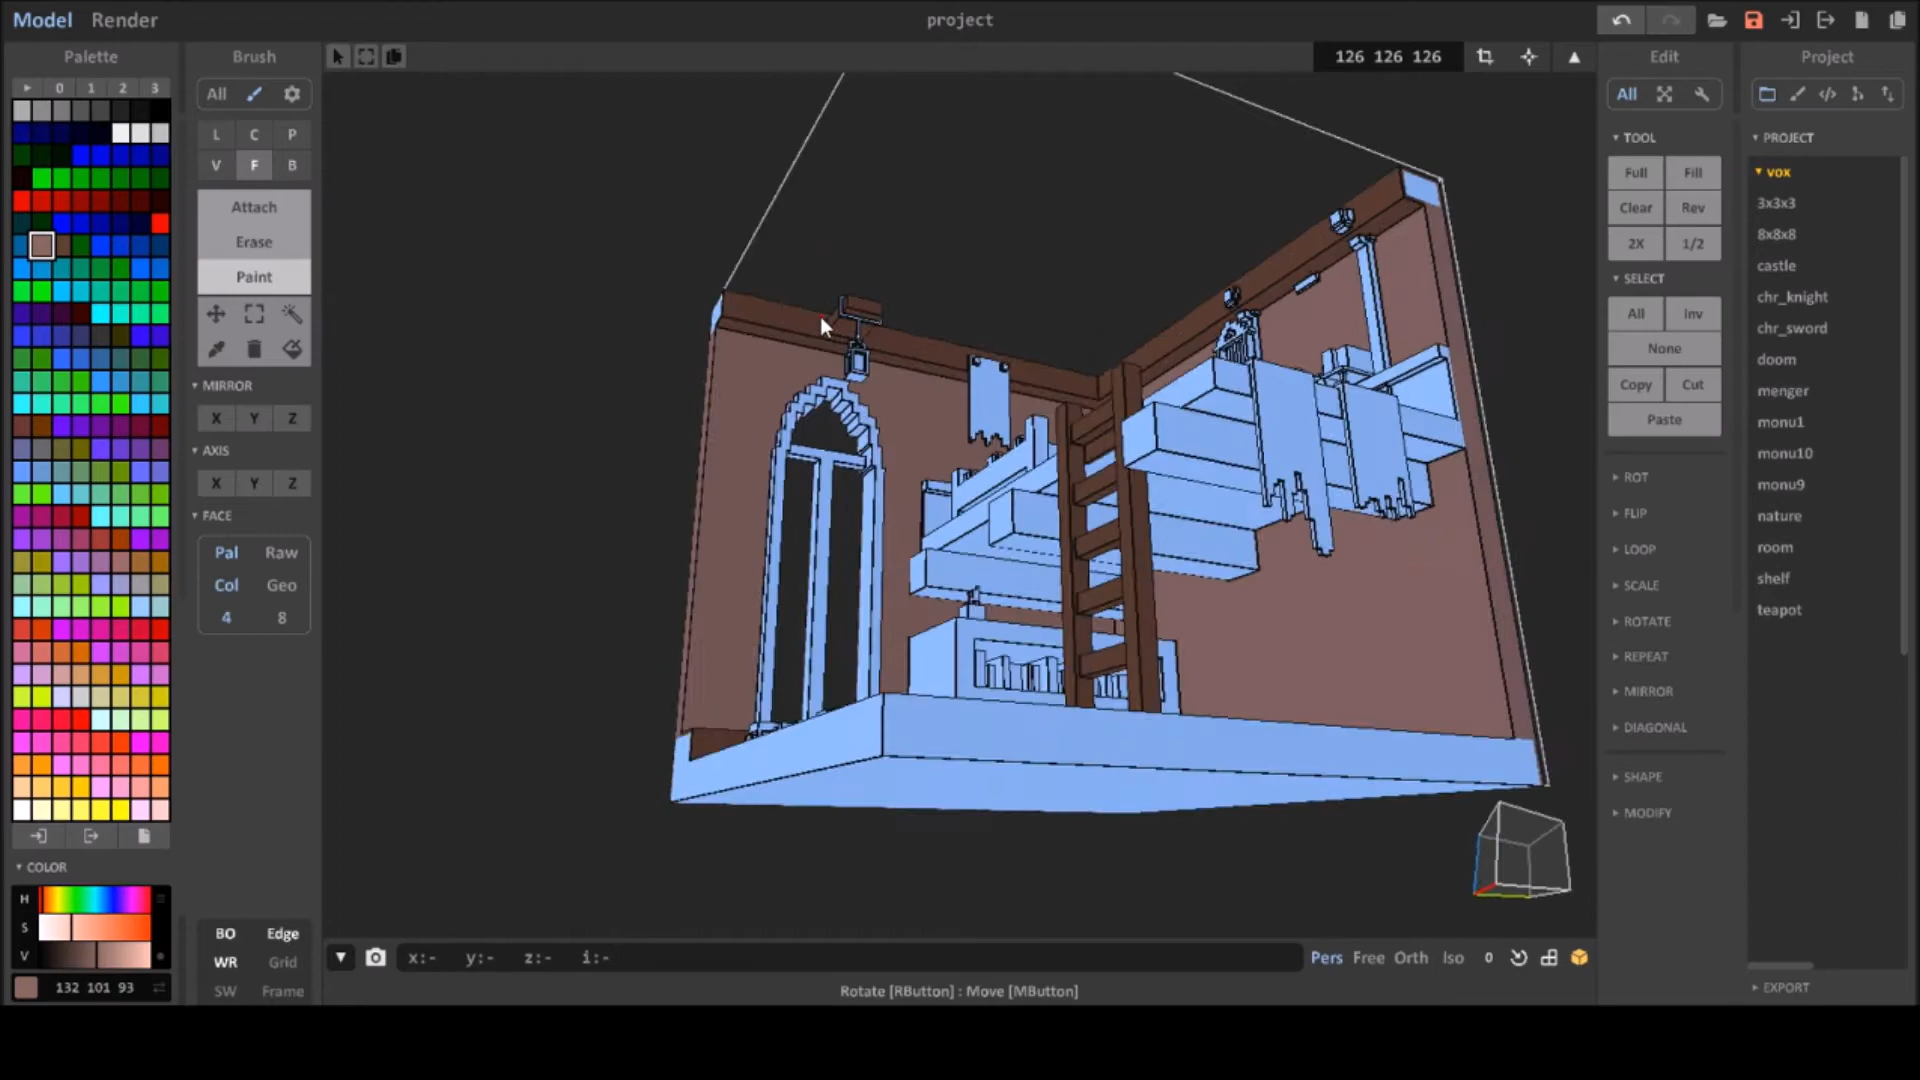 Model Render
project
Palette
0 1 2 3
COLOR
H
S
V
132 101 93
Brush
All
L C P
V F B
Attach
Erase
Paint
MIRROR
X Y Z
AXIS
X Y Z
FACE
Pal Raw
Col Geo
4 8
BO Edge
WR Grid
SW Frame
126 126 126
x:- y:- z:- i:-
Pers Free Orth Iso 0
Rotate [RButton] : Move [MButton]
Edit
All
TOOL
Full Fill
Clear Rev
2X 1/2
SELECT
All Inv
None
Copy Cut
Paste
ROT
FLIP
LOOP
SCALE
ROTATE
REPEAT
MIRROR
DIAGONAL
SHAPE
MODIFY
Project
PROJECT
VOX
3x3x3
8x8x8
castle
chr_knight
chr_sword
doom
menger
monu1
monu10
monu9
nature
room
shelf
teapot
EXPORT